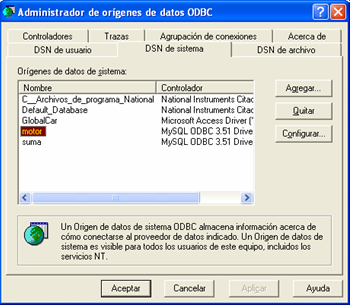 Administrador de orígenes de datos ODBC
Controladores Trazas Agrupación de conexiones Acerca de
DSN de usuario DSN de sistema DSN de archivo
Orígenes de datos de sistema:
Nombre Controlador
C__Archivos_de_programa_National National Instruments Citac
Default_Database National Instruments Citac
GlobalCar Microsoft Access Driver ("
motor MySQL ODBC 3.51 Drive
suma MySQL ODBC 3.51 Drive
Agregar...
Quitar
Configurar...
Un Origen de datos de sistema ODBC almacena información acerca de
cómo conectarse al proveedor de datos indicado. Un Origen de datos de
sistema es visible para todos los usuarios de este equipo, incluidos los
servicios NT.
Aceptar Cancelar Aplicar Ayuda